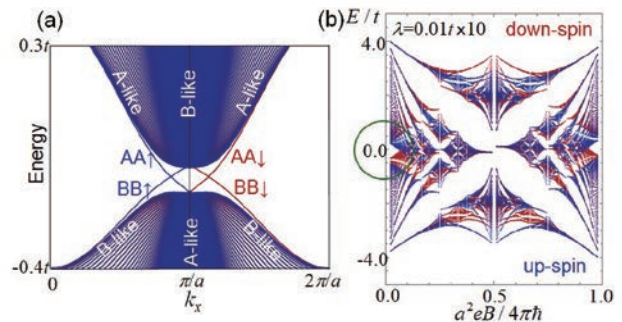 (a)
0.3t
A-like
B-like
A-like
AA↑
AA↓
Energy
BB↑
BB↓
B-like
A-like
B-like
-0.4t
0
π/a
2π/a
kₓ
(b) E/t
λ=0.01t×10
down-spin
4.0
0.0
-4.0
up-spin
0
0.5
1.0
a²eB/4πħ